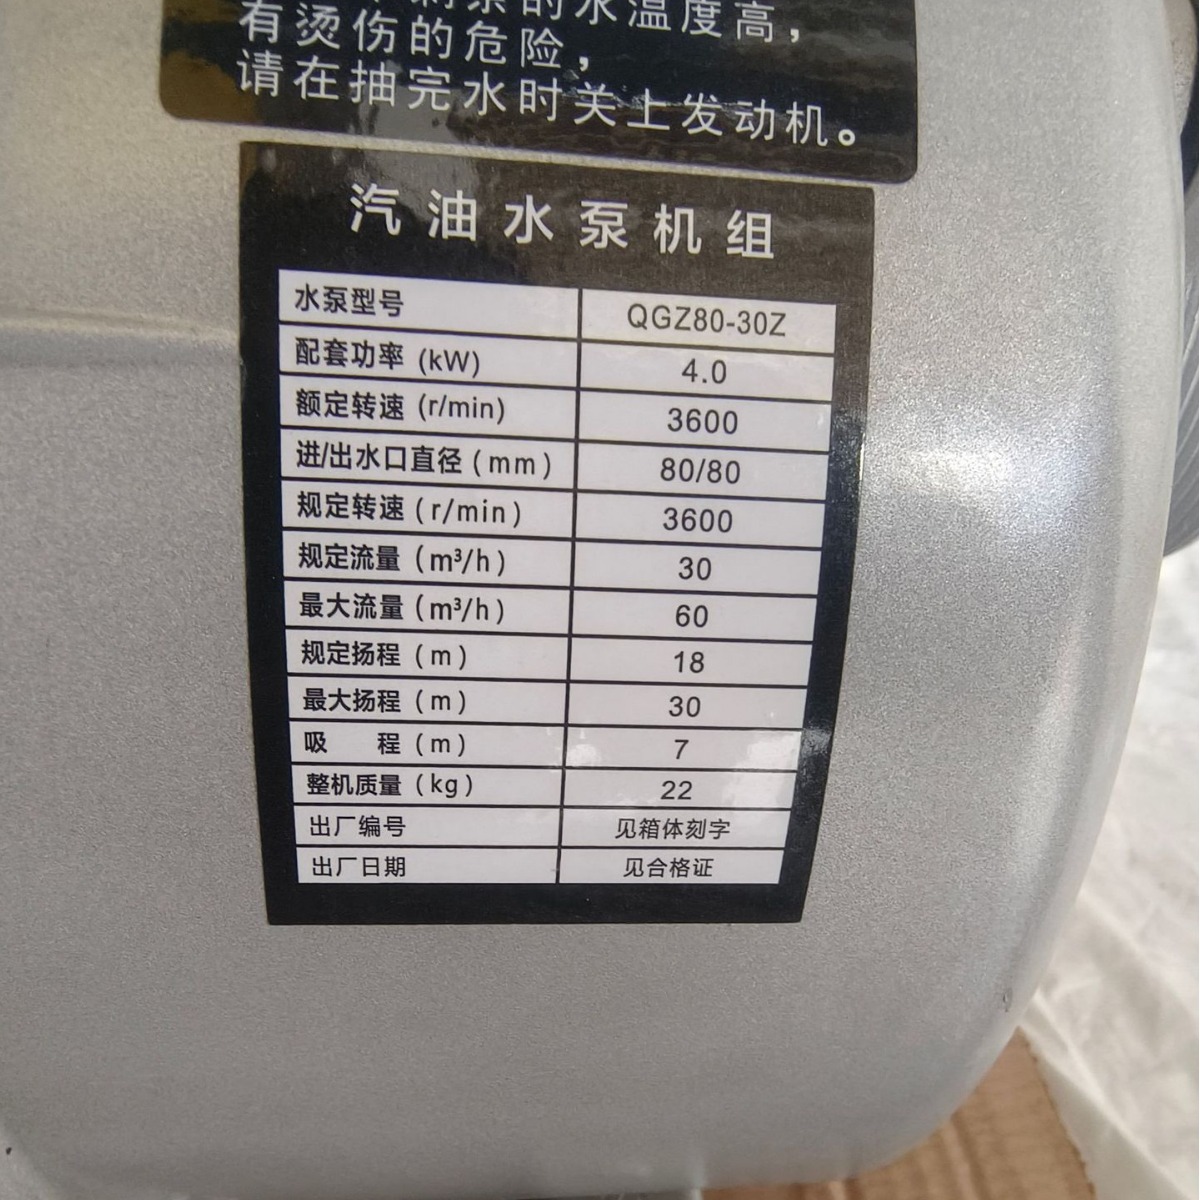 的水温度高，
有烫伤的危险，
请在抽完水时关上发动机。
汽油水泵机组
水泵型号 QGZ80-30Z
配套功率 (kW) 4.0
额定转速 (r/min) 3600
进/出水口直径 (mm) 80/80
规定转速 (r/min) 3600
规定流量 (m³/h) 30
最大流量 (m³/h) 60
规定扬程 (m) 18
最大扬程 (m) 30
吸 程 (m) 7
整机质量 (kg) 22
出厂编号 见箱体刻字
出厂日期 见合格证